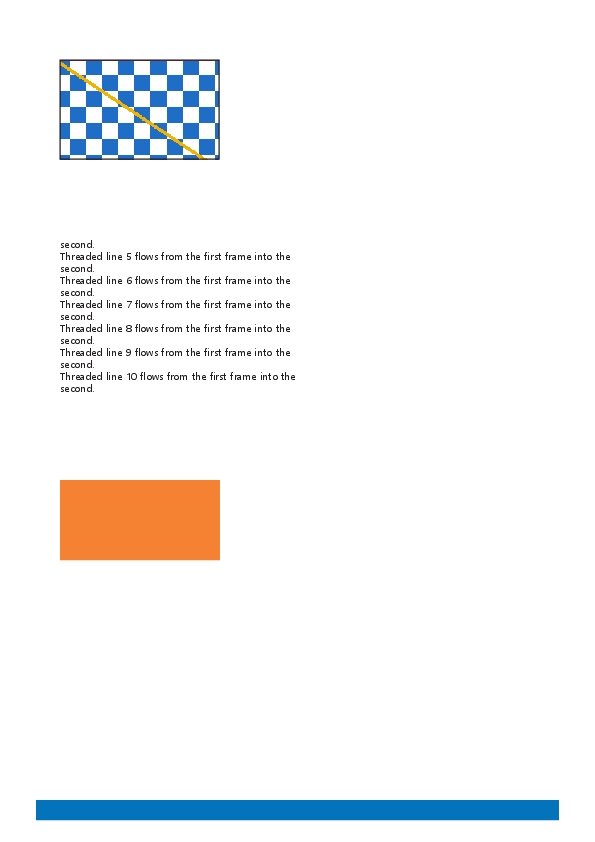 second.
Threaded line 5 flows from the first frame into the
second.
Threaded line 6 flows from the first frame into the
second.
Threaded line 7 flows from the first frame into the
second.
Threaded line 8 flows from the first frame into the
second.
Threaded line 9 flows from the first frame into the
second.
Threaded line 10 flows from the first frame into the
second.